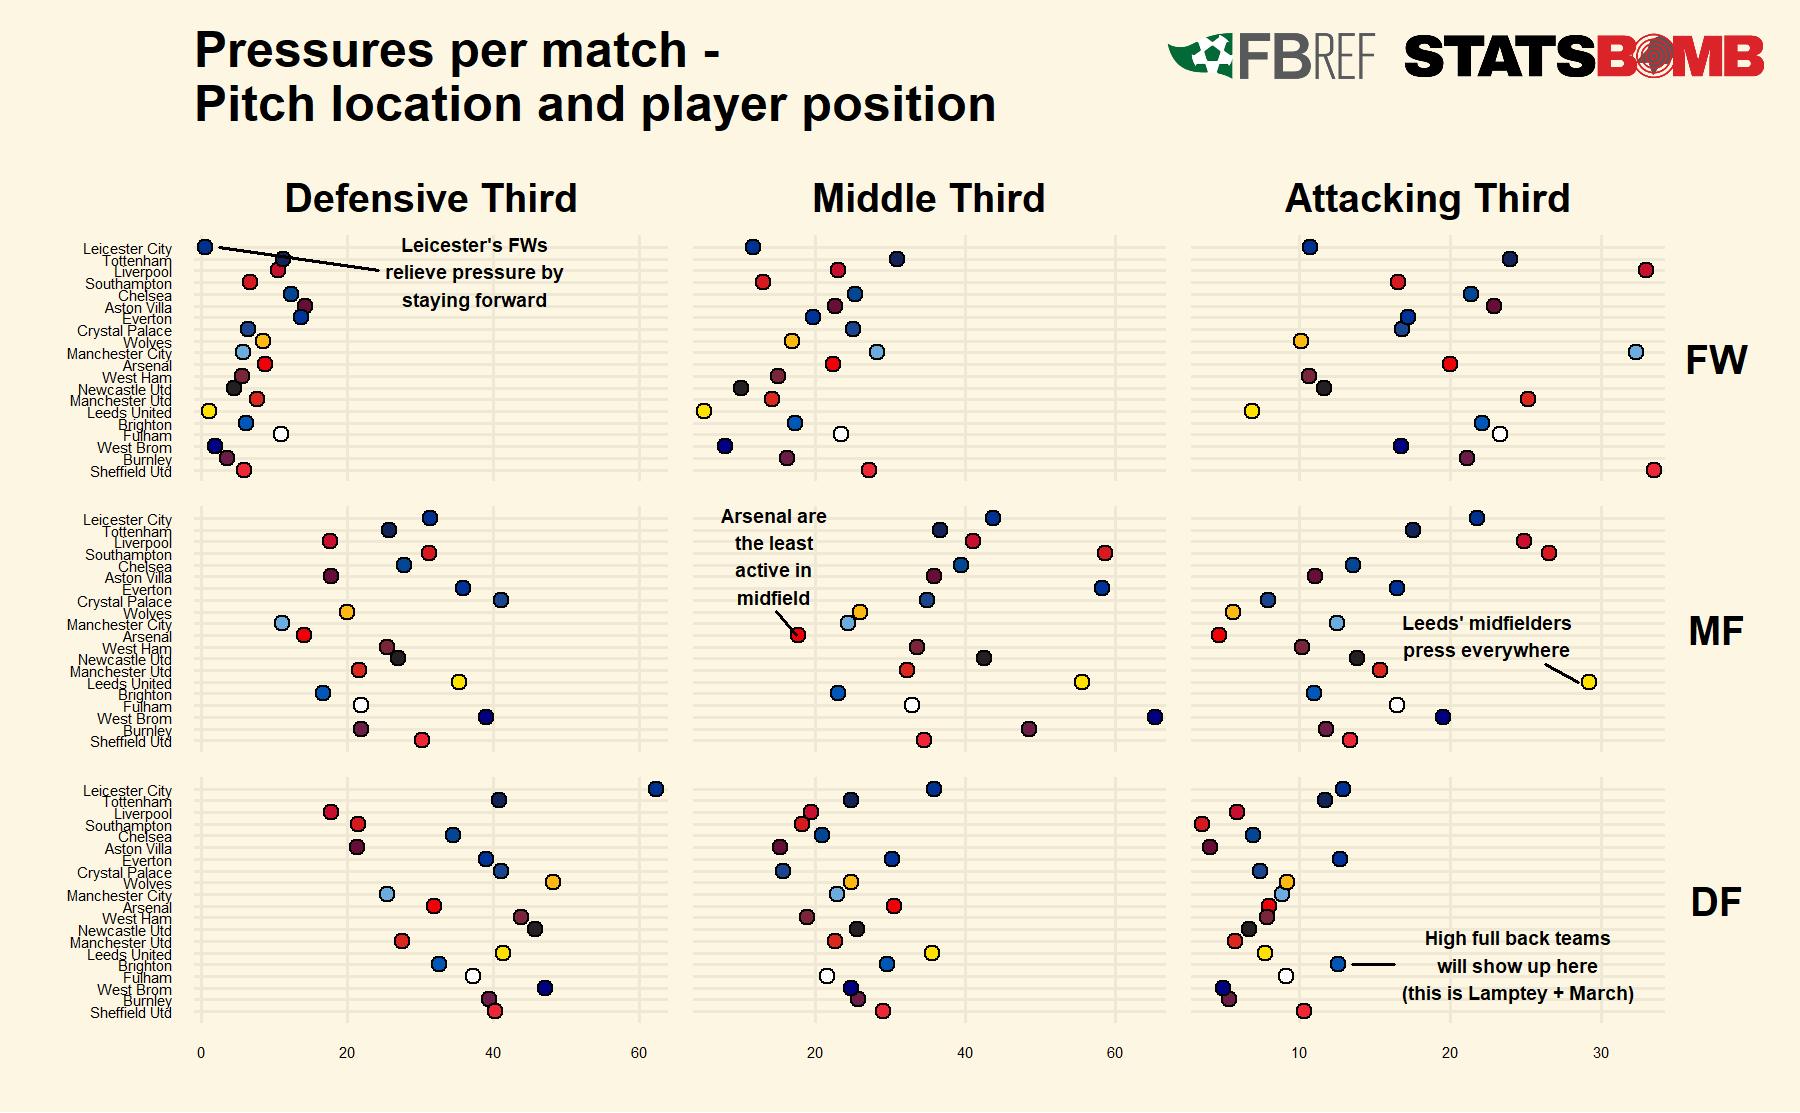 Pressures per match -
Pitch location and player position
FBREF
STATSBOMB
Defensive Third
Middle Third
Attacking Third
Leicester City
Tottenham
Liverpool
Southampton
Chelsea
Aston Villa
Everton
Crystal Palace
Wolves
Manchester City
Arsenal
West Ham
Newcastle Utd
Manchester Utd
Leeds United
Brighton
Fulham
West Brom
Burnley
Sheffield Utd
Leicester's FWs
relieve pressure by
staying forward
FW
Leicester City
Tottenham
Liverpool
Southampton
Chelsea
Aston Villa
Everton
Crystal Palace
Wolves
Manchester City
Arsenal
West Ham
Newcastle Utd
Manchester Utd
Leeds United
Brighton
Fulham
West Brom
Burnley
Sheffield Utd
Arsenal are
the least
active in
midfield
Leeds' midfielders
press everywhere
MF
Leicester City
Tottenham
Liverpool
Southampton
Chelsea
Aston Villa
Everton
Crystal Palace
Wolves
Manchester City
Arsenal
West Ham
Newcastle Utd
Manchester Utd
Leeds United
Brighton
Fulham
West Brom
Burnley
Sheffield Utd
High full back teams
will show up here
(this is Lamptey + March)
DF
0 20 40 60
20 40 60
10 20 30